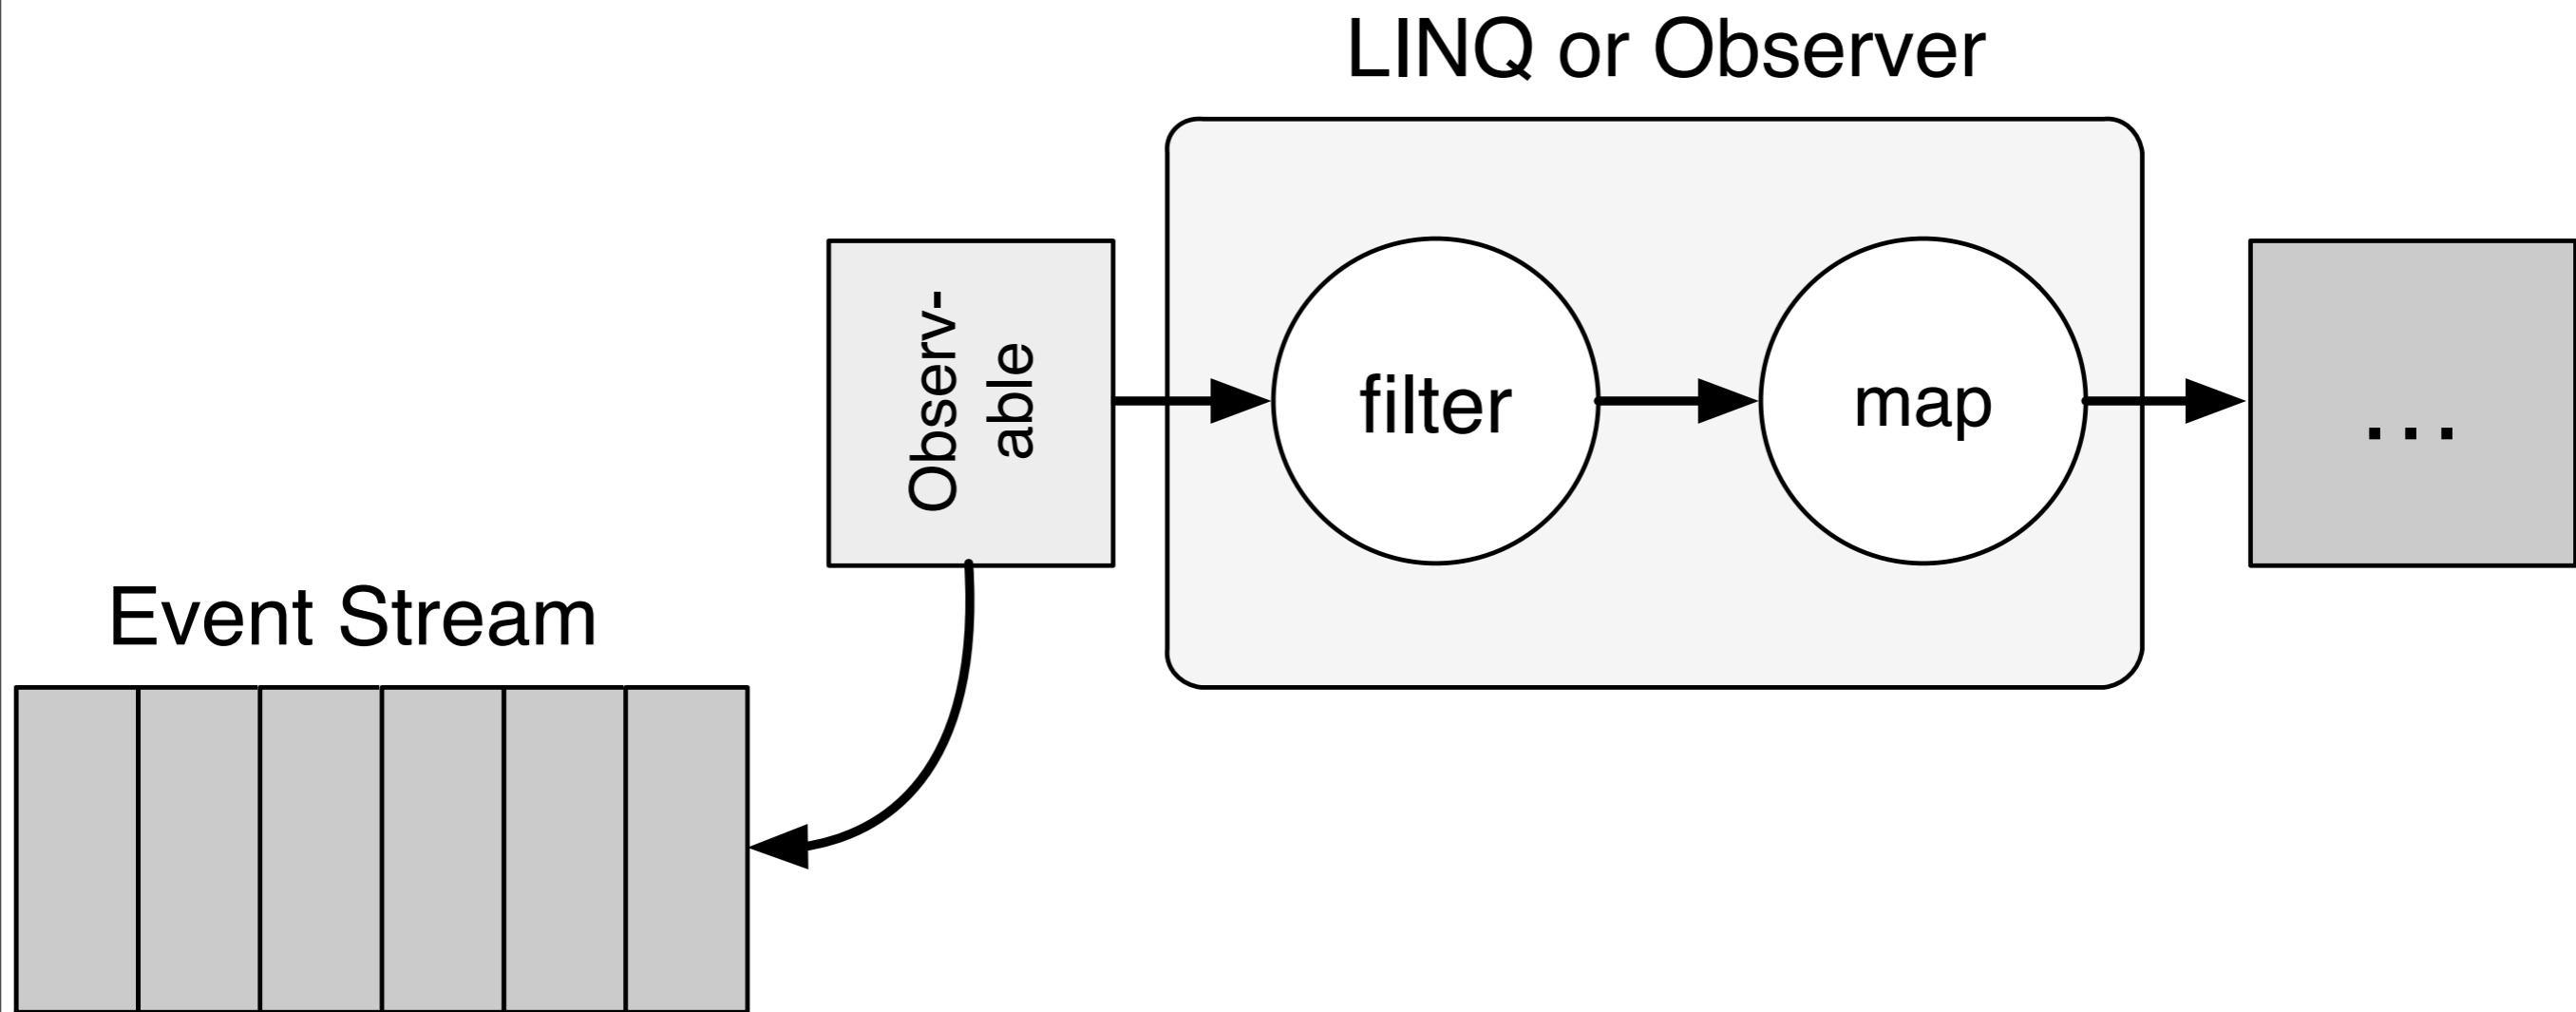 LINQ or Observer
Observ-
able
filter
map
...
Event Stream